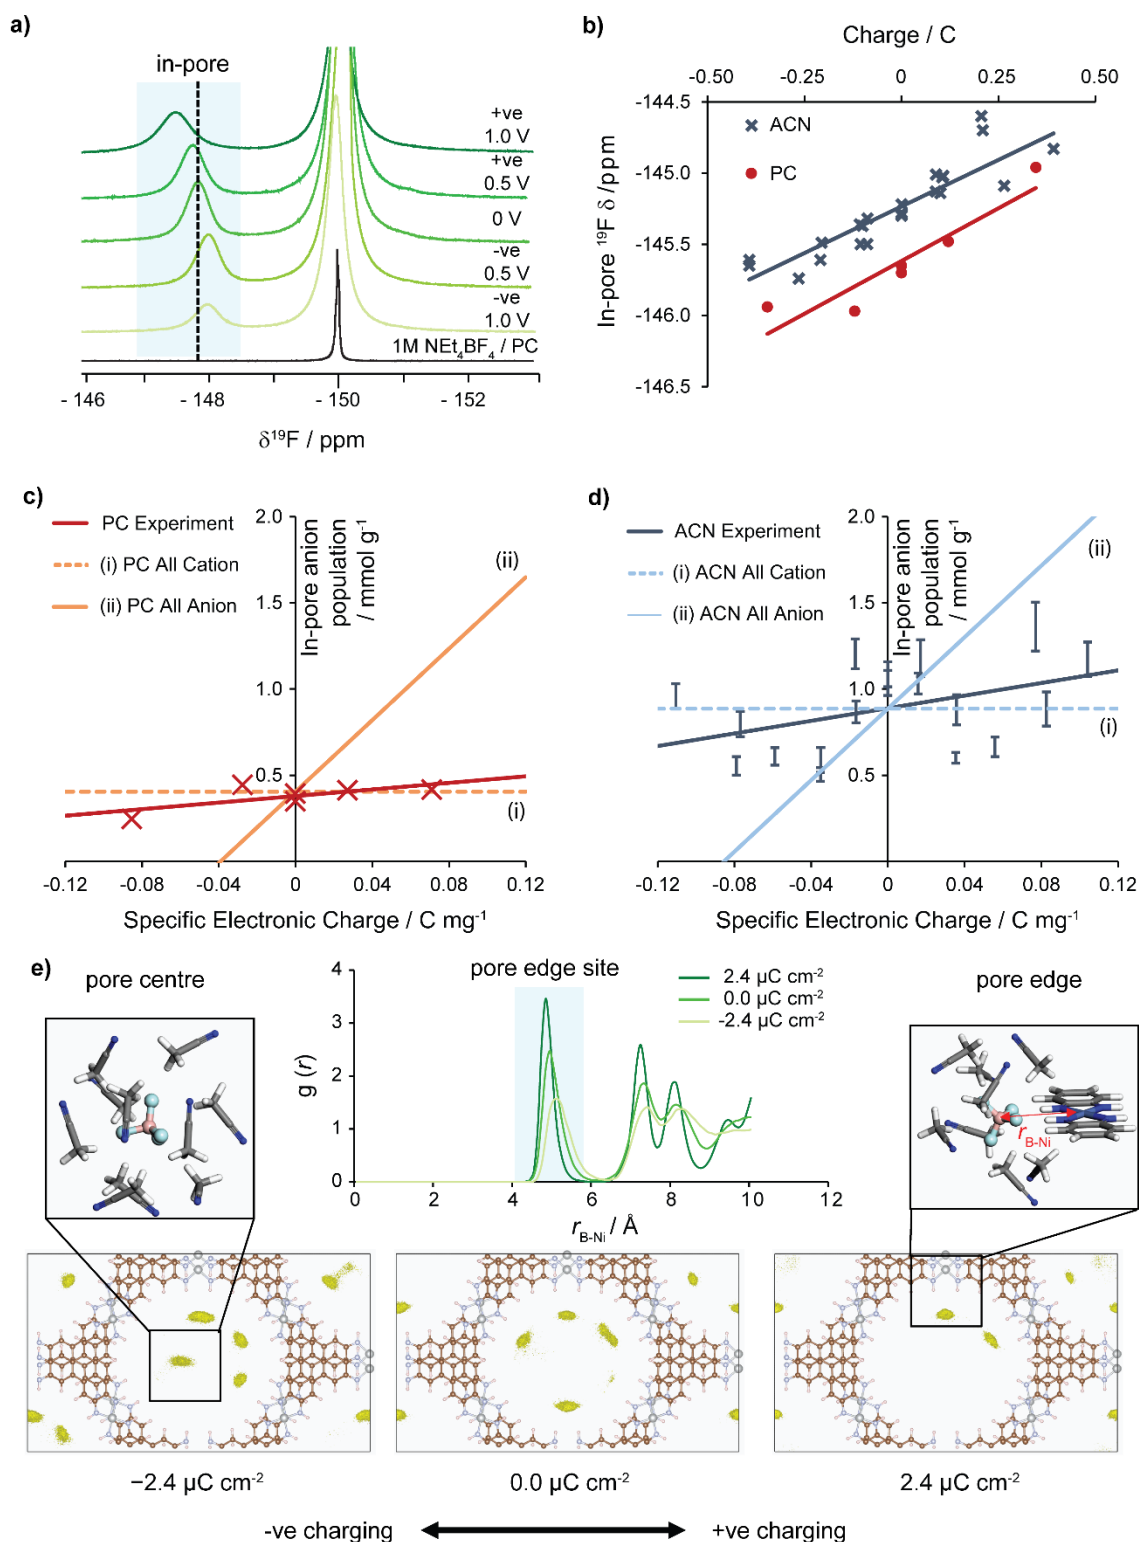 a)
in-pore
+ve
1.0 V
+ve
0.5 V
0 V
-ve
0.5 V
-ve
1.0 V
1M NEt₄BF₄ / PC
- 146
- 148
- 150
- 152
δ¹⁹F / ppm
b)
Charge / C
-0.50
-0.25
0
0.25
0.50
-144.5
-145.0
-145.5
-146.0
-146.5
In-pore ¹⁹F δ /ppm
ACN
PC
c)
PC Experiment
(i) PC All Cation
(ii) PC All Anion
In-pore anion
population
/ mmol g⁻¹
2.0
1.5
1.0
0.5
(ii)
(i)
-0.12
-0.08
-0.04
0
0.04
0.08
0.12
Specific Electronic Charge / C mg⁻¹
d)
ACN Experiment
(i) ACN All Cation
(ii) ACN All Anion
In-pore anion
population
/ mmol g⁻¹
2.0
1.5
1.0
0.5
(ii)
(i)
-0.12
-0.08
-0.04
0
0.04
0.08
0.12
Specific Electronic Charge / C mg⁻¹
e)
pore centre
pore edge site
2.4 µC cm⁻²
0.0 µC cm⁻²
-2.4 µC cm⁻²
g (r)
4
3
2
1
0
0
2
4
6
8
10
12
r B-Ni / Å
pore edge
r B-Ni
−2.4 µC cm⁻²
0.0 µC cm⁻²
2.4 µC cm⁻²
-ve charging
+ve charging